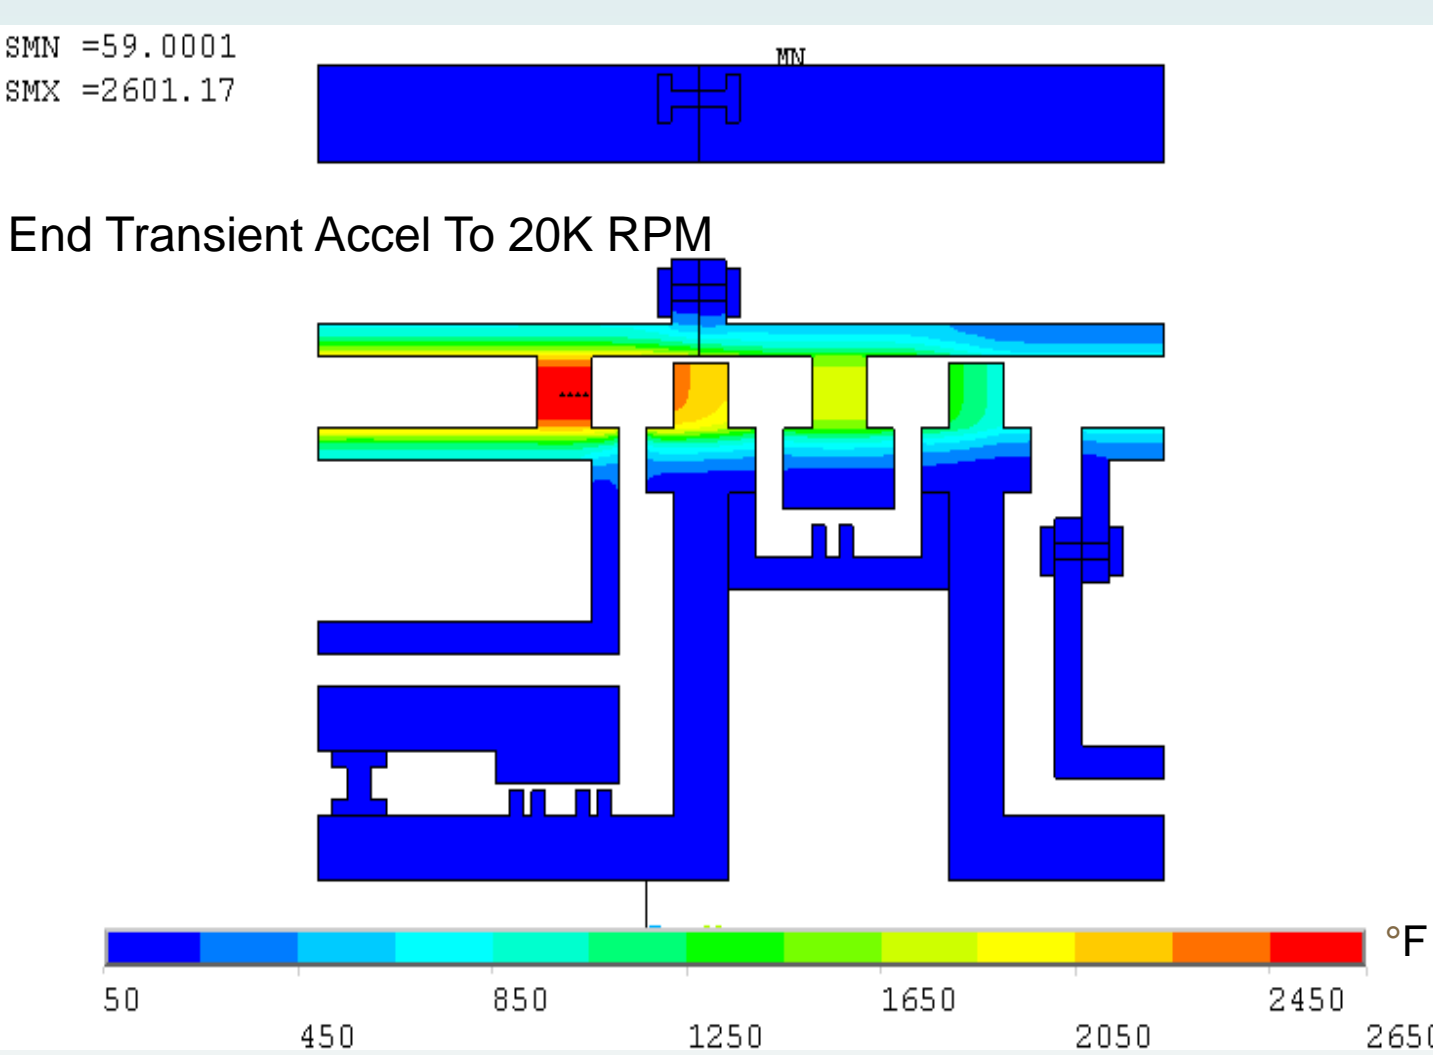 SMN =59.0001
MN
SMX =2601.17
End Transient Accel To 20K RPM
°F
50 850 1650 2450
450 1250 2050 2650